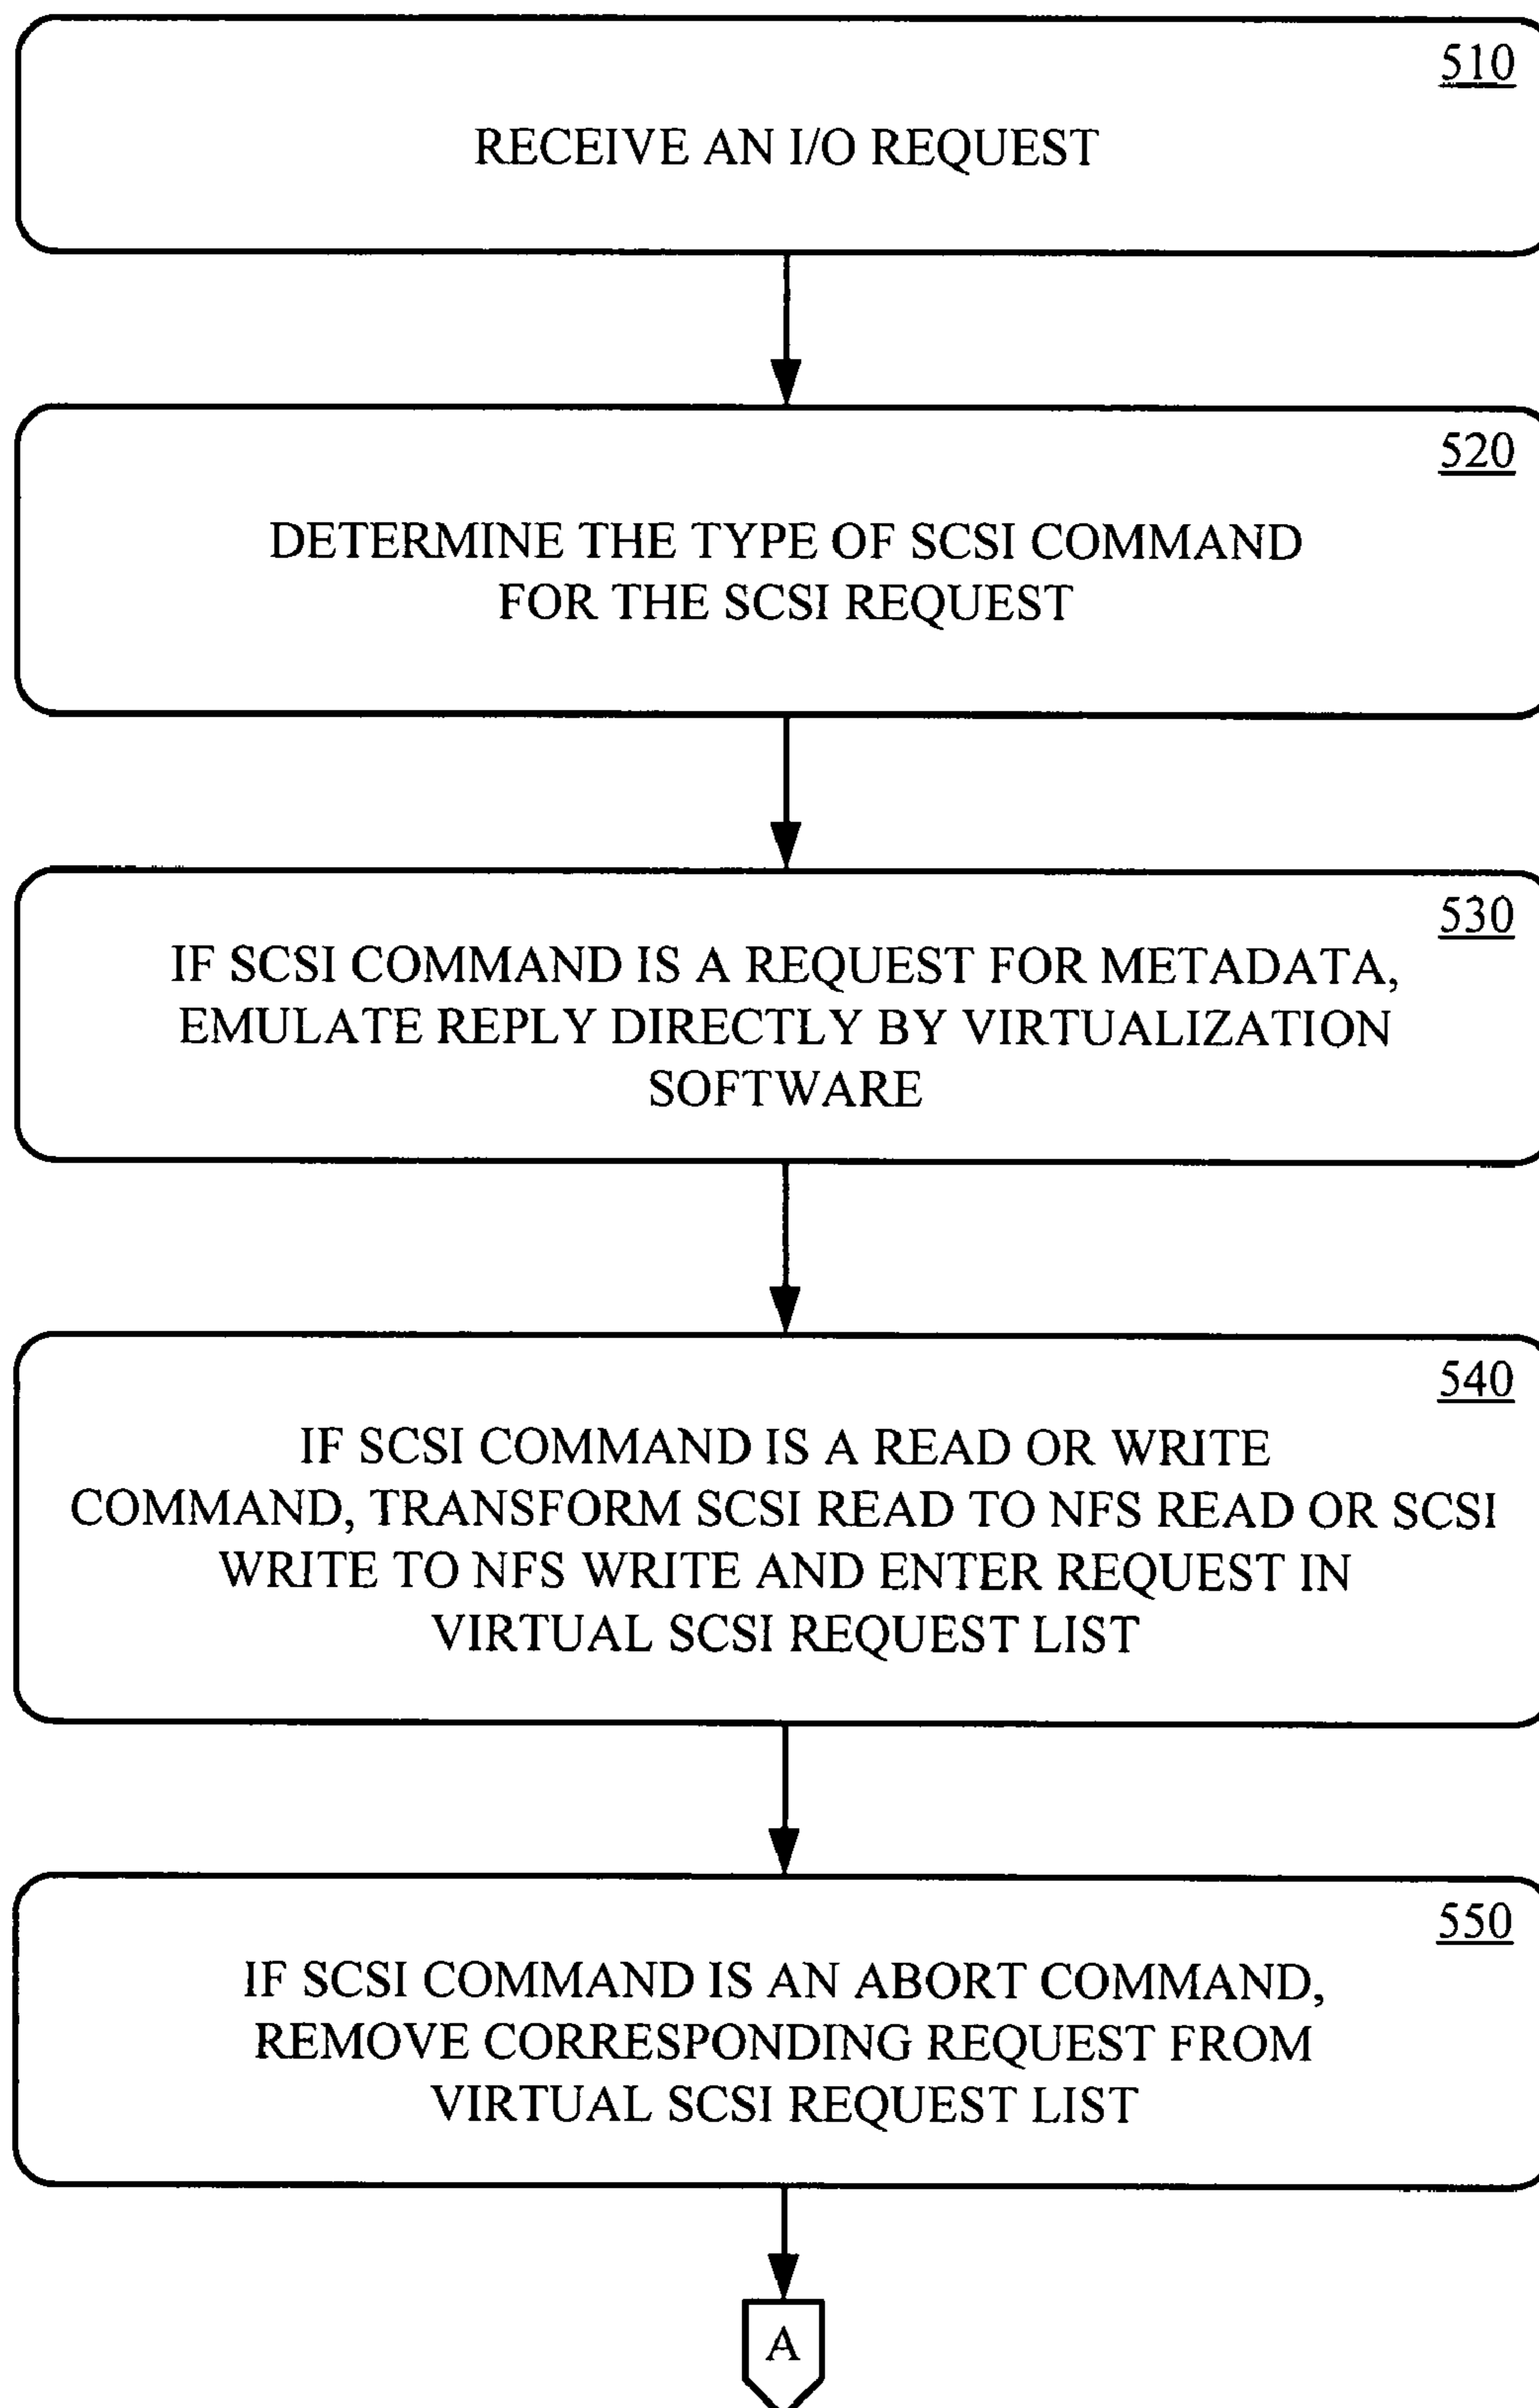 510
RECEIVE AN I/O REQUEST
520
DETERMINE THE TYPE OF SCSI COMMAND
FOR THE SCSI REQUEST
530
IF SCSI COMMAND IS A REQUEST FOR METADATA,
EMULATE REPLY DIRECTLY BY VIRTUALIZATION
SOFTWARE
540
IF SCSI COMMAND IS A READ OR WRITE
COMMAND, TRANSFORM SCSI READ TO NFS READ OR SCSI
WRITE TO NFS WRITE AND ENTER REQUEST IN
VIRTUAL SCSI REQUEST LIST
550
IF SCSI COMMAND IS AN ABORT COMMAND,
REMOVE CORRESPONDING REQUEST FROM
VIRTUAL SCSI REQUEST LIST
A